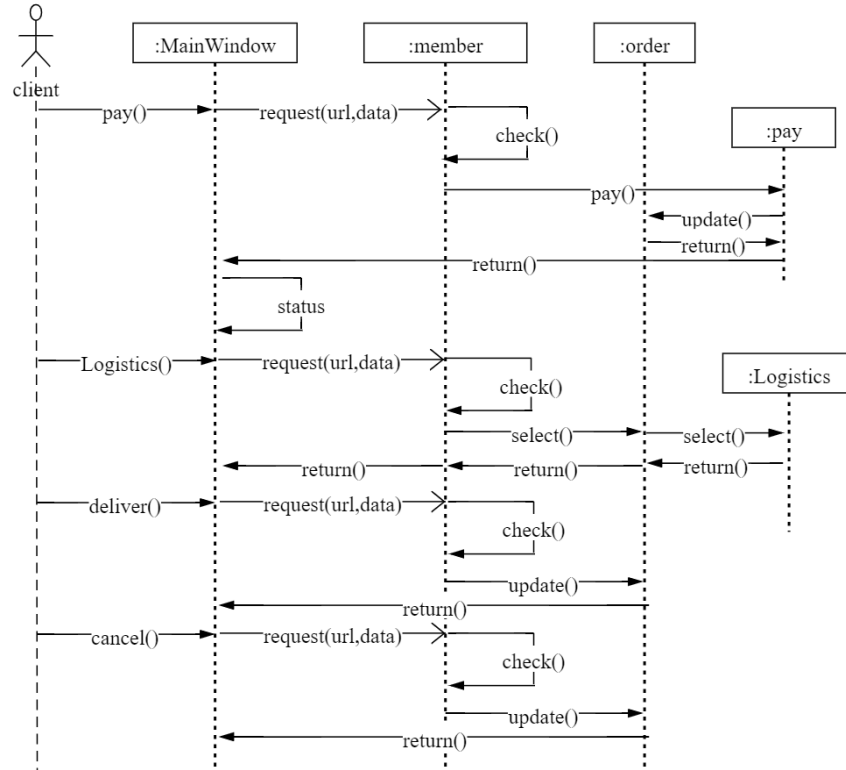 :MainWindow
:member
:order
client
pay()
request(url,data)
check()
:pay
pay()
update()
return()
return()
status
Logistics()
request(url,data)
check()
:Logistics
select()
select()
return()
return()
return()
deliver()
request(url,data)
check()
update()
return()
cancel()
request(url,data)
check()
update()
return()